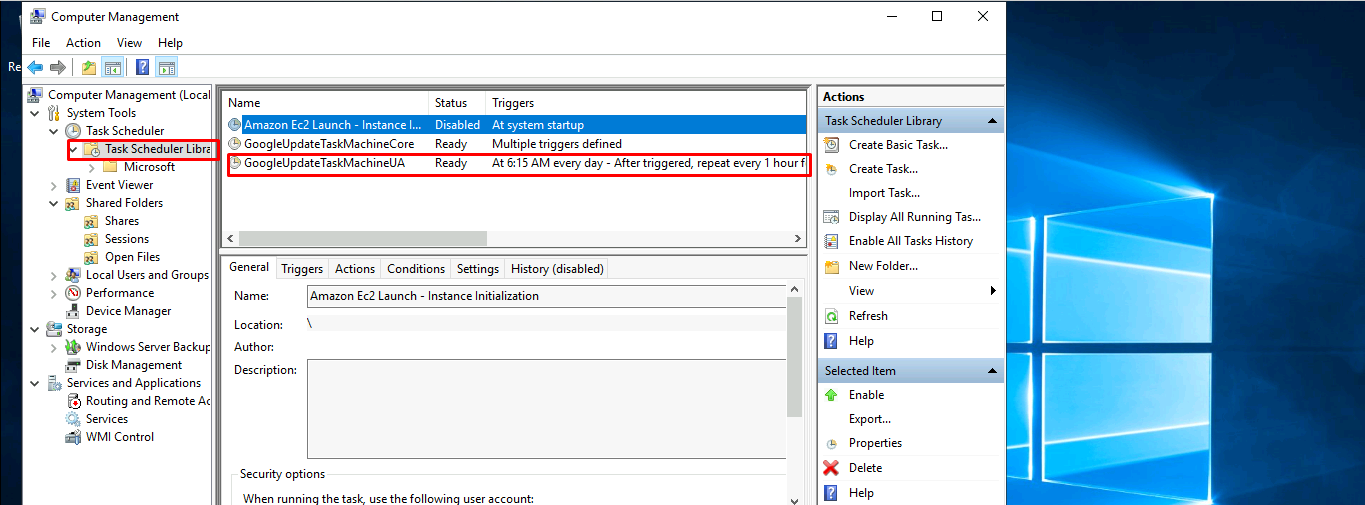 Computer Management
File Action View Help
Re
Computer Management (Local
System Tools
Task Scheduler
Task Scheduler Libra
Microsoft
Event Viewer
Shared Folders
Shares
Sessions
Open Files
Local Users and Groups
Performance
Device Manager
Storage
Windows Server Backup
Disk Management
Services and Applications
Routing and Remote Ac
Services
WMI Control
Name Status Triggers
Amazon Ec2 Launch - Instance I... Disabled At system startup
GoogleUpdateTaskMachineCore Ready Multiple triggers defined
GoogleUpdateTaskMachineUA Ready At 6:15 AM every day - After triggered, repeat every 1 hour f
General Triggers Actions Conditions Settings History (disabled)
Name: Amazon Ec2 Launch - Instance Initialization
Location: \
Author:
Description:
Security options
When running the task, use the following user account:
Actions
Task Scheduler Library
Create Basic Task...
Create Task...
Import Task...
Display All Running Tas...
Enable All Tasks History
New Folder...
View
Refresh
Help
Selected Item
Enable
Export...
Properties
Delete
Help